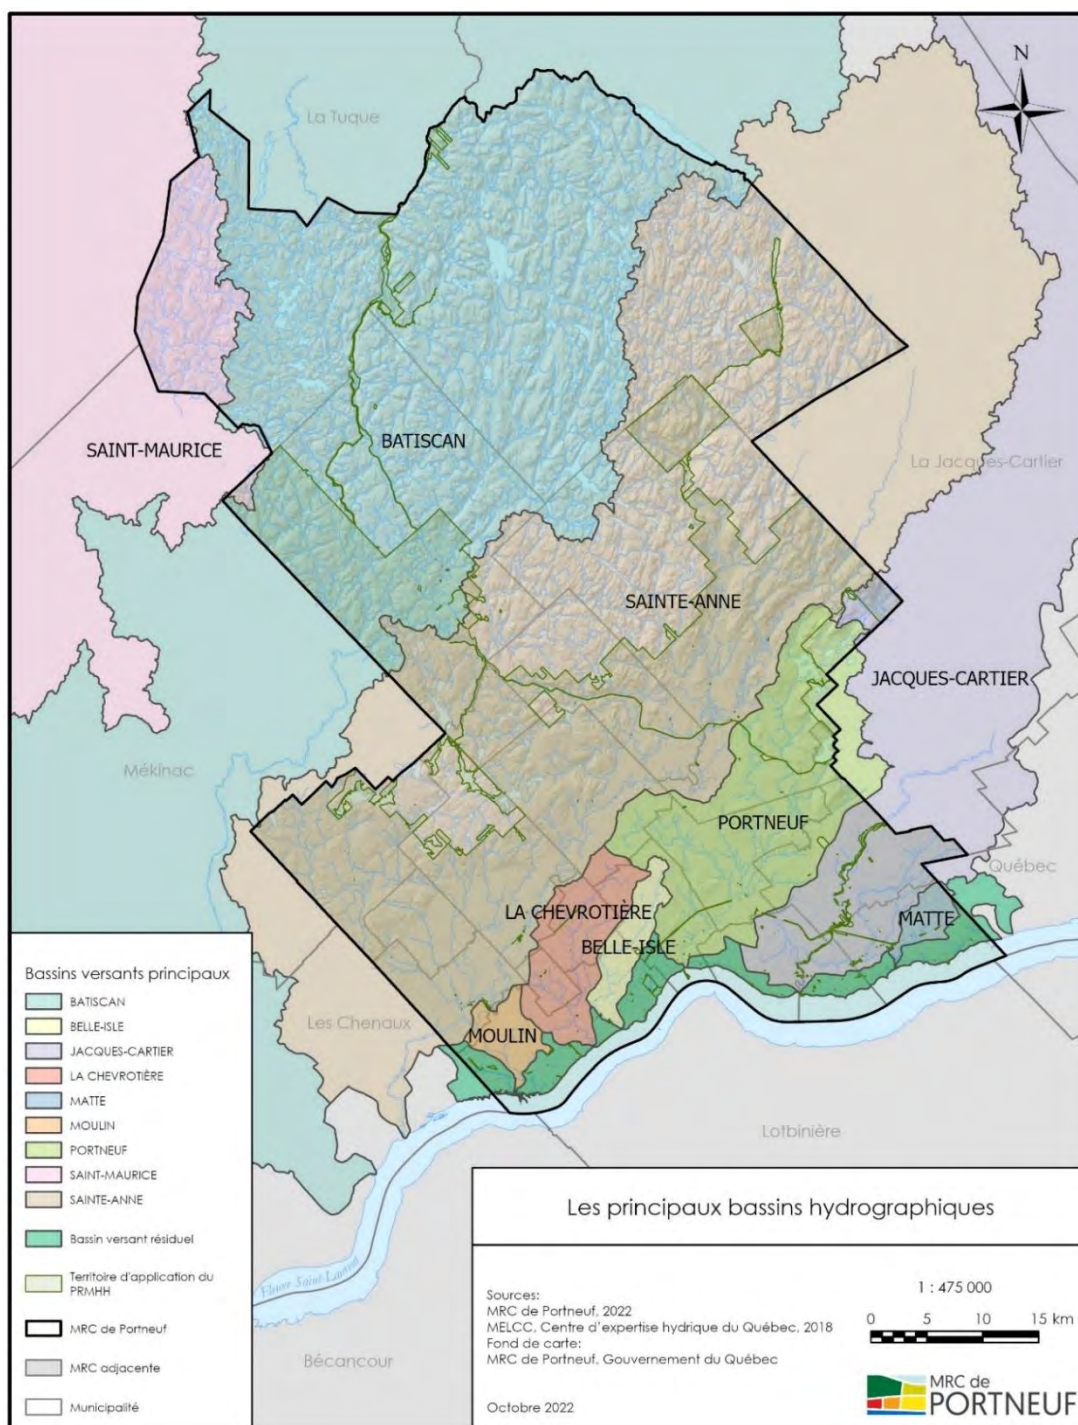 N
La Tuque
SAINT-MAURICE
BATISCAN
La Jacques-Cartier
SAINTE-ANNE
JACQUES-CARTIER
Mékinac
PORTNEUF
Québec
LA CHEVROTIÈRE
MATTE
BELLE-ISLE
Les Chenaux
MOULIN
Lotbinière
Fleuve Saint-Laurent
Bécancour
Bassins versants principaux
BATISCAN
BELLE-ISLE
JACQUES-CARTIER
LA CHEVROTIÈRE
MATTE
MOULIN
PORTNEUF
SAINT-MAURICE
SAINTE-ANNE
Bassin versant résiduel
Territoire d'application du
PRMHH
MRC de Portneuf
MRC adjacente
Municipalité
Les principaux bassins hydrographiques
Sources:
MRC de Portneuf, 2022
MELCC, Centre d'expertise hydrique du Québec, 2018
Fond de carte:
MRC de Portneuf, Gouvernement du Québec
Octobre 2022
1 : 475 000
0 5 10 15 km
MRC de
PORTNEUF